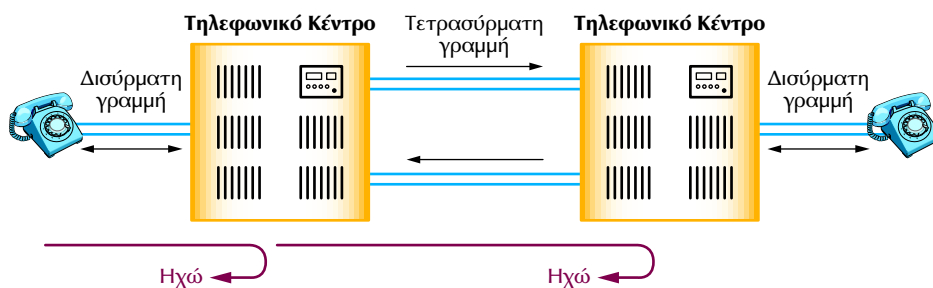 Τηλεφωνικό Κέντρο
Τετρασύρματη
γραμμή
Τηλεφωνικό Κέντρο
Δισύρματη
γραμμή
Δισύρματη
γραμμή
Ηχώ
Ηχώ